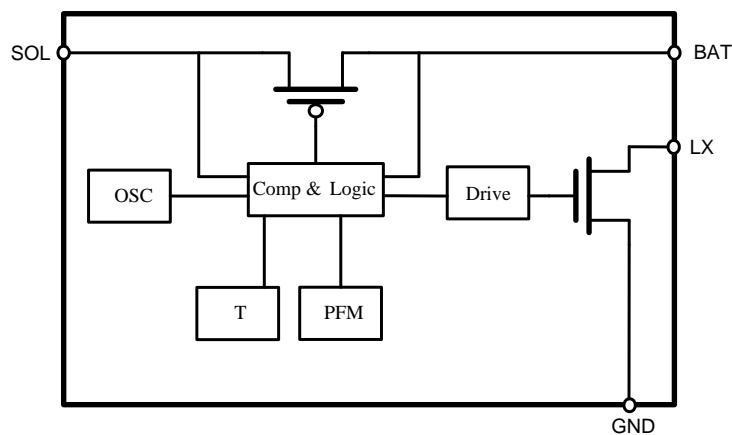 SOL
BAT
LX
Comp & Logic
OSC
Drive
T
PFM
GND